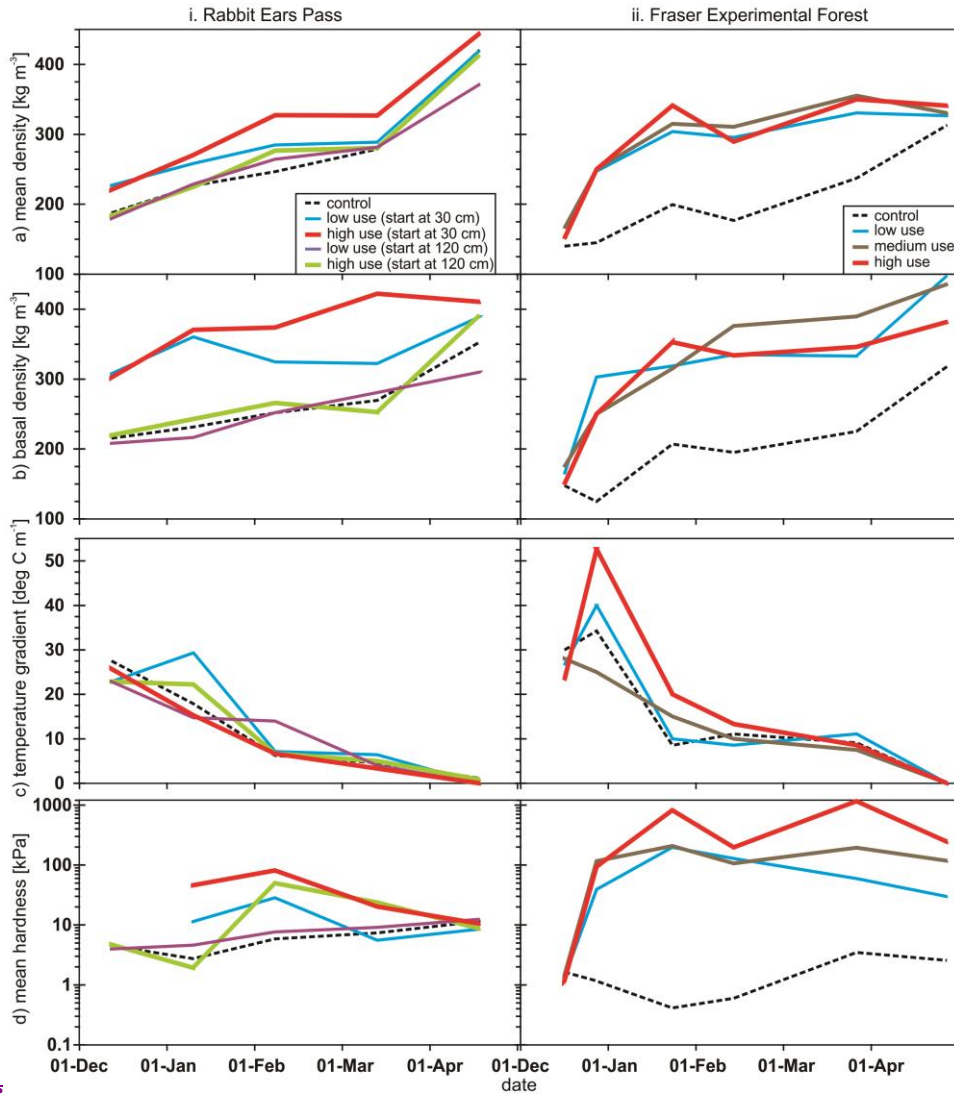 i. Rabbit Ears Pass
ii. Fraser Experimental Forest
a) mean density [kg m-3]
400
300
200
100
control
low use (start at 30 cm)
high use (start at 30 cm)
low use (start at 120 cm)
high use (start at 120 cm)
control
low use
medium use
high use
b) basal density [kg m-3]
400
300
200
100
c) temperature gradient [deg C m-1]
50
40
30
20
10
0
d) mean hardness [kPa]
1000
100
10
1
0.1
01-Dec 01-Jan 01-Feb 01-Mar 01-Apr 01-Dec 01-Jan 01-Feb 01-Mar 01-Apr
date